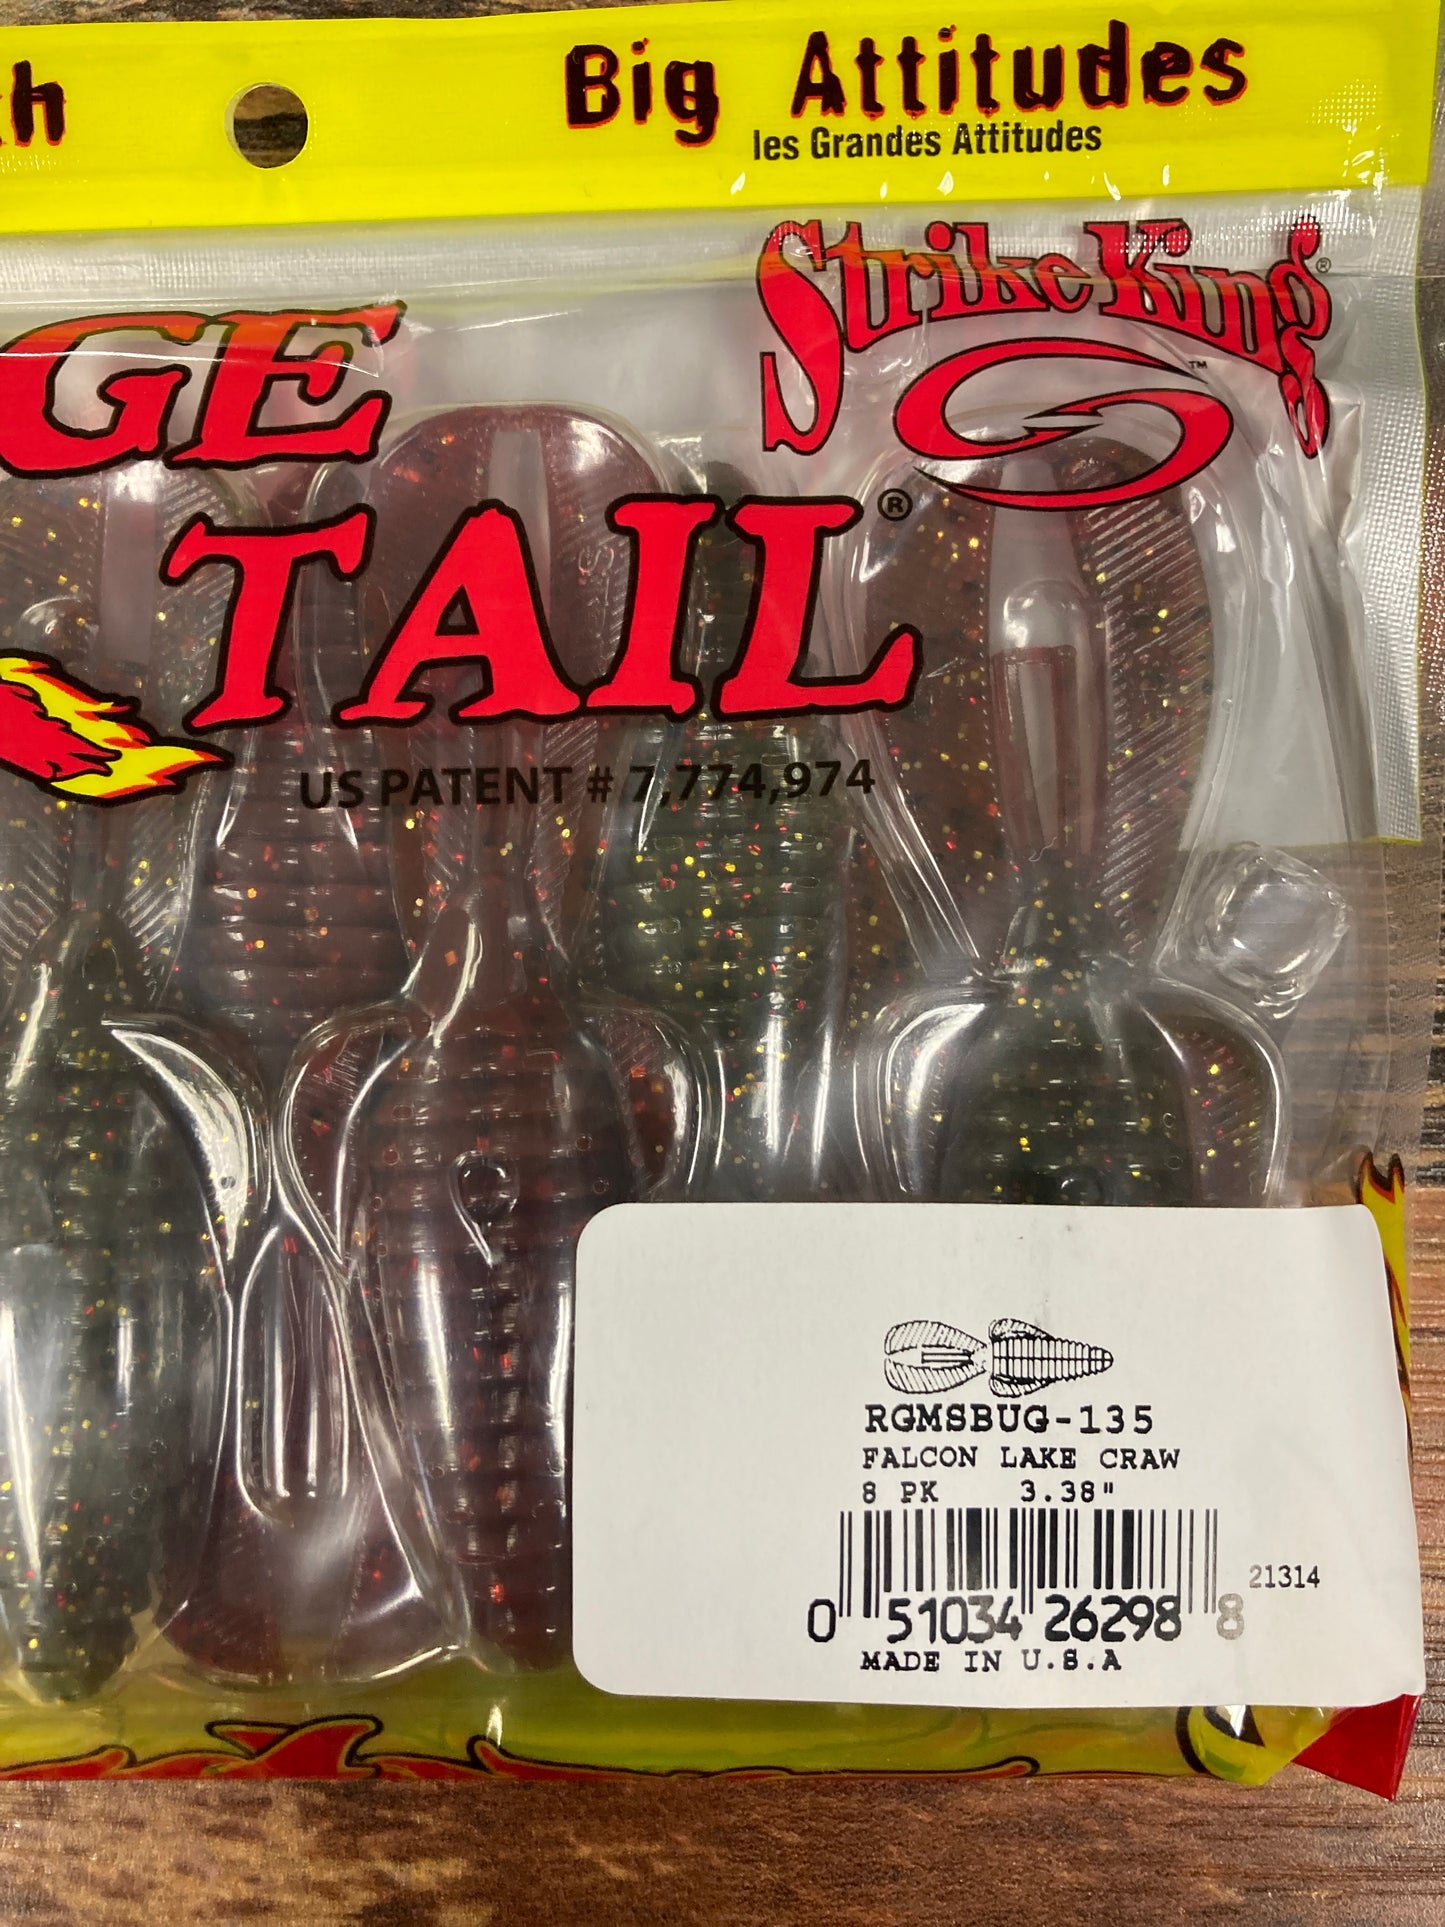 Big Attitudes
les Grandes Attitudes
Strike King®
™
GE
TAIL®
US PATENT # 7,774,974
RGMSBUG-135
FALCON LAKE CRAW
8 PK 3.38"
21314
0 51034 26298 8
MADE IN U.S.A